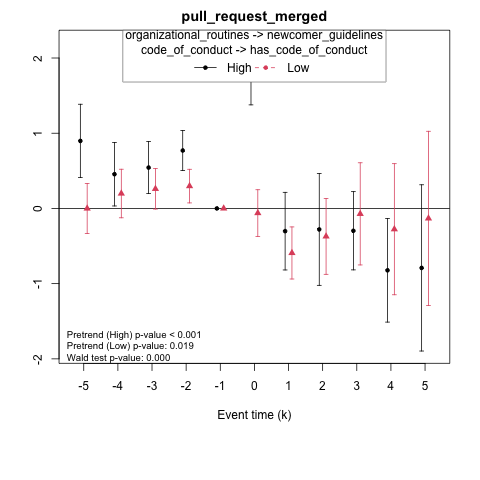 pull_request_merged
organizational_routines -> newcomer_guidelines
code_of_conduct -> has_code_of_conduct
High Low
2
1
0
-1
-2
Pretrend (High) p-value < 0.001
Pretrend (Low) p-value: 0.019
Wald test p-value: 0.000
-5 -4 -3 -2 -1 0 1 2 3 4 5
Event time (k)